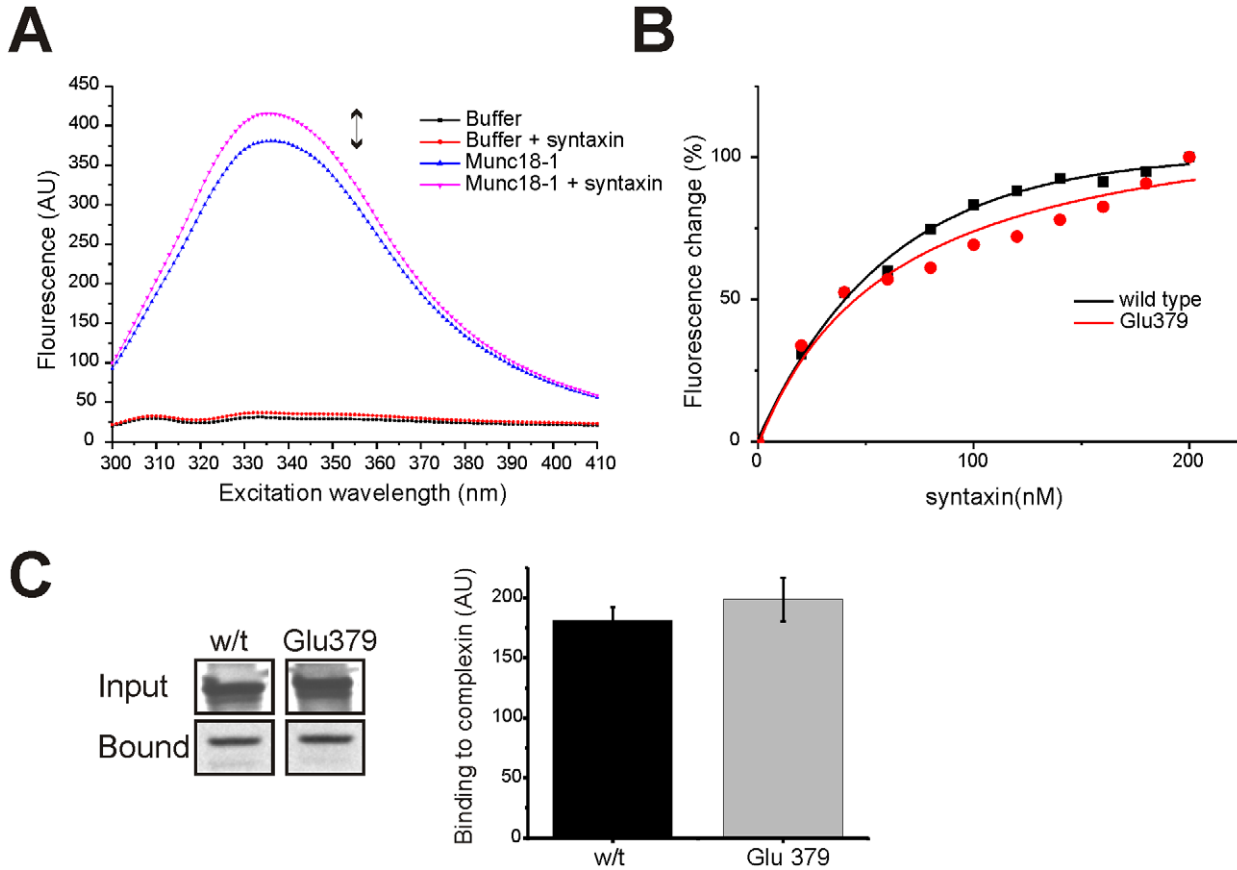 A
Flourescence (AU)
450
400
350
300
250
200
150
100
50
0
300 310 320 330 340 350 360 370 380 390 400 410
Excitation wavelength (nm)
Buffer
Buffer + syntaxin
Munc18-1
Munc18-1 + syntaxin
B
Fluorescence change (%)
100
50
0
0 100 200
syntaxin(nM)
wild type
Glu379
C
w/t Glu379
Input
Bound
Binding to complexin (AU)
200
150
100
50
0
w/t Glu 379